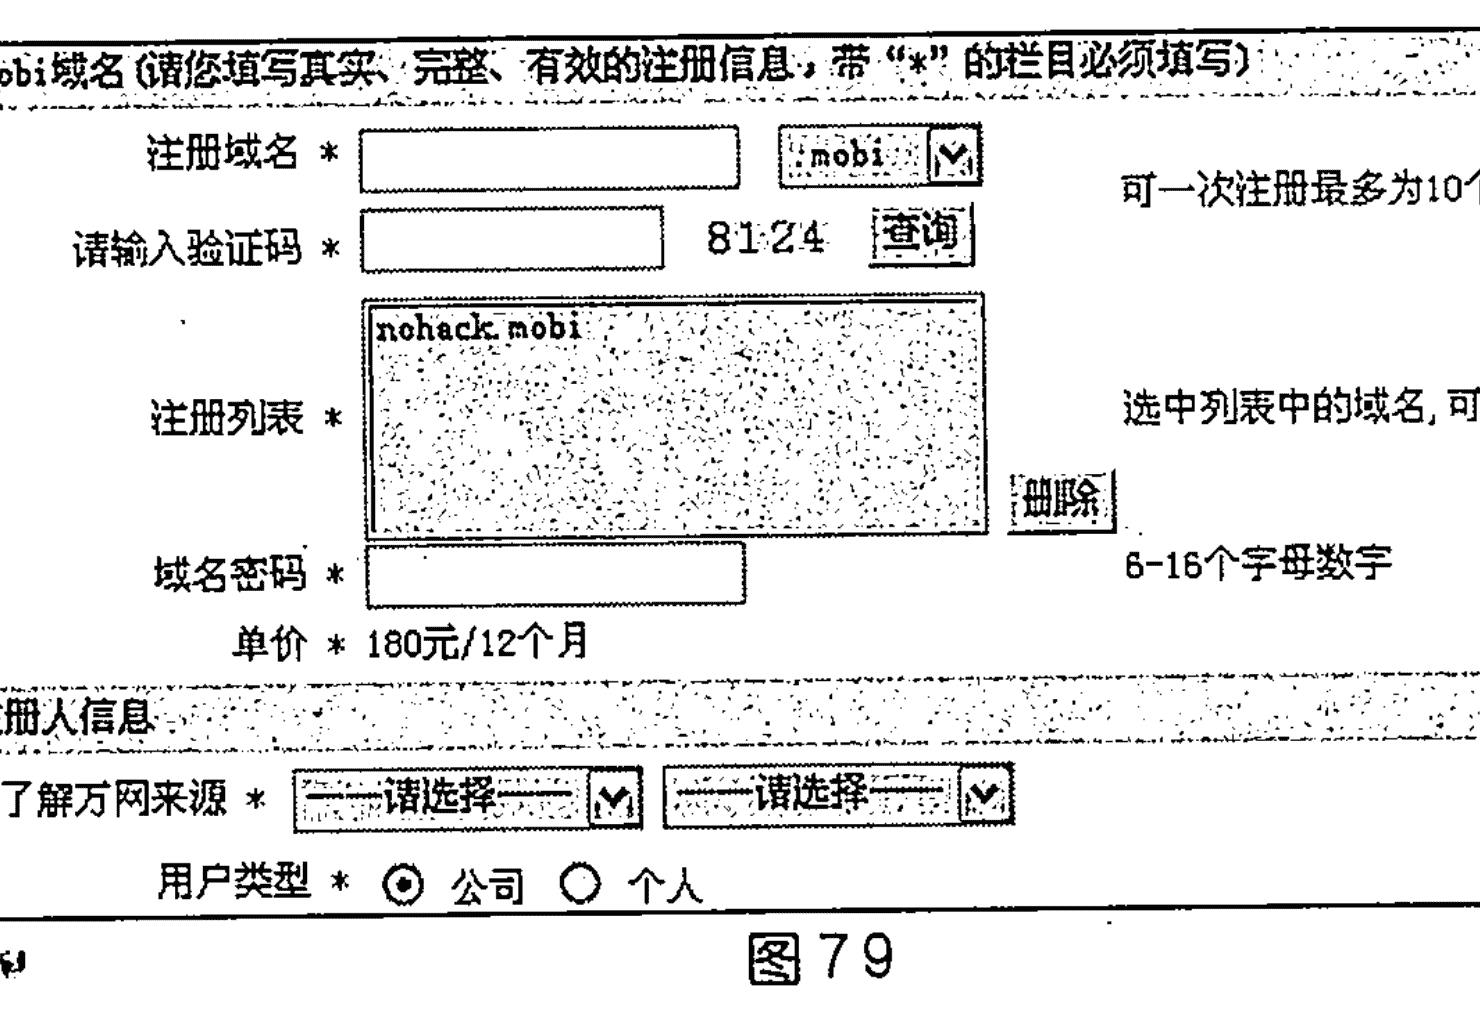 obi域名(请您填写真实、完整、有效的注册信息，带“*”的栏目必须填写)
注册域名 * .mobi
可一次注册最多为10个
请输入验证码 * 8124 查询
nohack.mobi
注册列表 *
选中列表中的域名,可
删除
域名密码 *
6-16个字母数字
单价 * 180元/12个月
册人信息
了解万网来源 * ——请选择—— ——请选择——
用户类型 * 公司 个人
图79